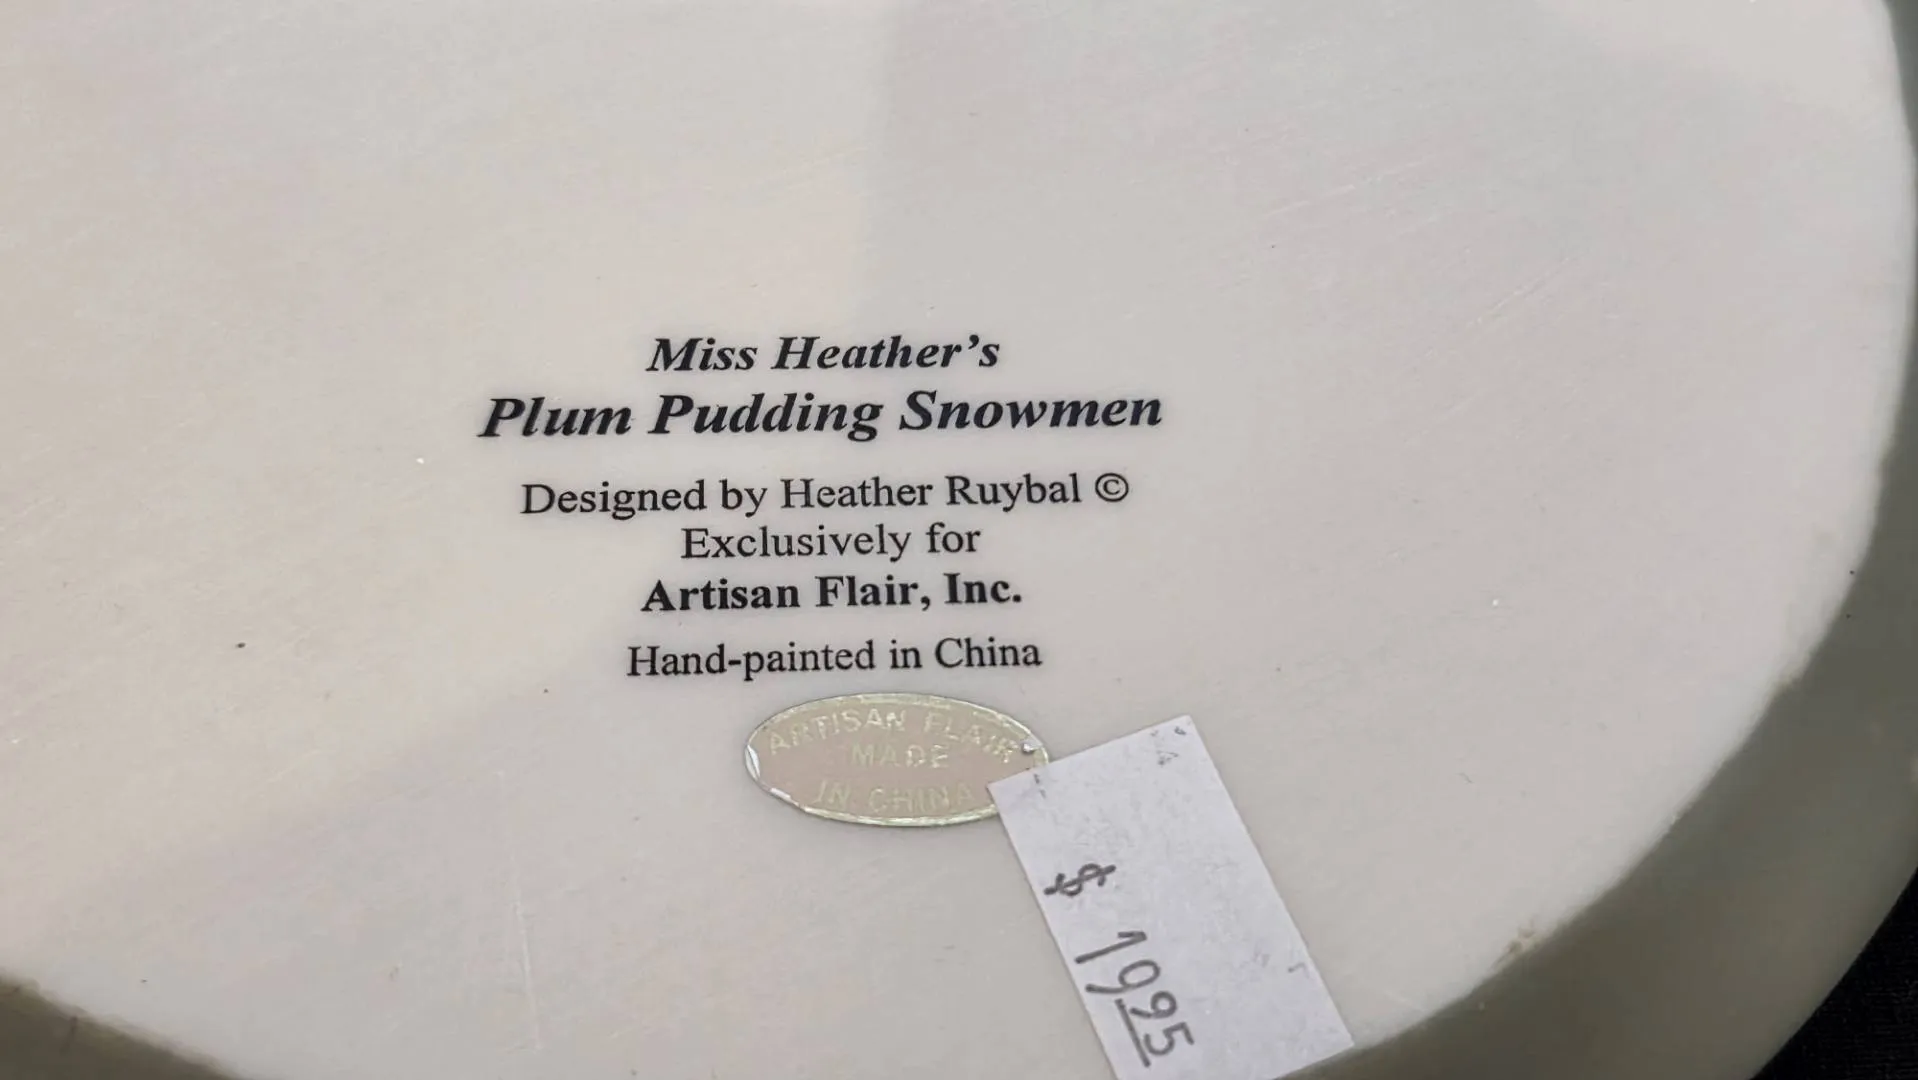 Miss Heather's
Plum Pudding Snowmen
Designed by Heather Ruybal ©
Exclusively for
Artisan Flair, Inc.
Hand-painted in China
ARTISAN FLAIR
MADE
IN CHINA
$ 1995